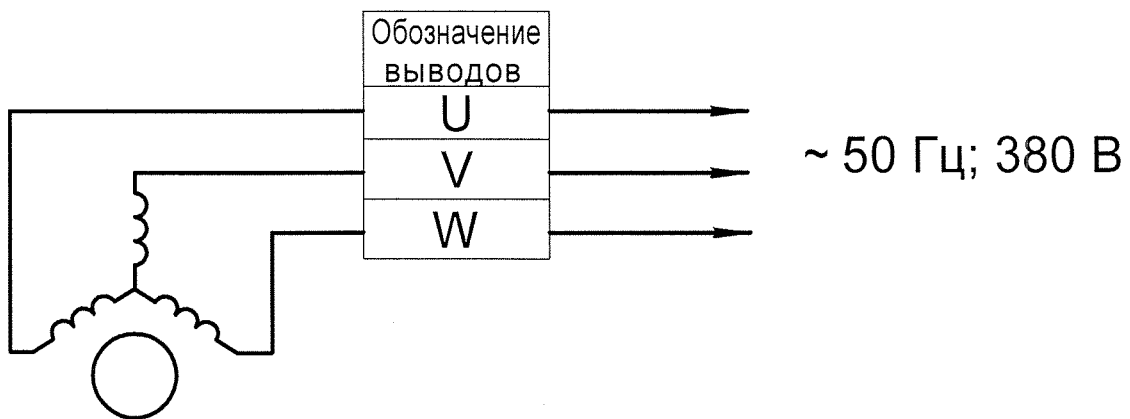 Обозначение
выводов
U
V
W
~ 50 Гц; 380 В